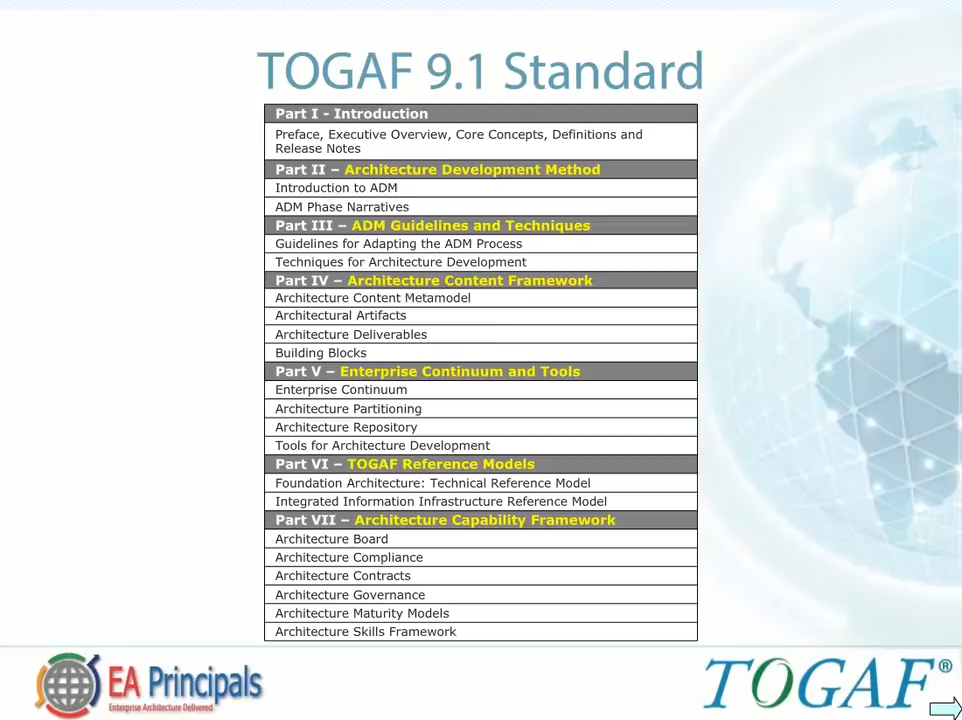 TOGAF 9.1 Standard
Part I - Introduction
Preface, Executive Overview, Core Concepts, Definitions and
Release Notes
Part II – Architecture Development Method
Introduction to ADM
ADM Phase Narratives
Part III – ADM Guidelines and Techniques
Guidelines for Adapting the ADM Process
Techniques for Architecture Development
Part IV – Architecture Content Framework
Architecture Content Metamodel
Architectural Artifacts
Architecture Deliverables
Building Blocks
Part V – Enterprise Continuum and Tools
Enterprise Continuum
Architecture Partitioning
Architecture Repository
Tools for Architecture Development
Part VI – TOGAF Reference Models
Foundation Architecture: Technical Reference Model
Integrated Information Infrastructure Reference Model
Part VII – Architecture Capability Framework
Architecture Board
Architecture Compliance
Architecture Contracts
Architecture Governance
Architecture Maturity Models
Architecture Skills Framework
EA Principals
Enterprise Architecture Delivered
TOGAF®